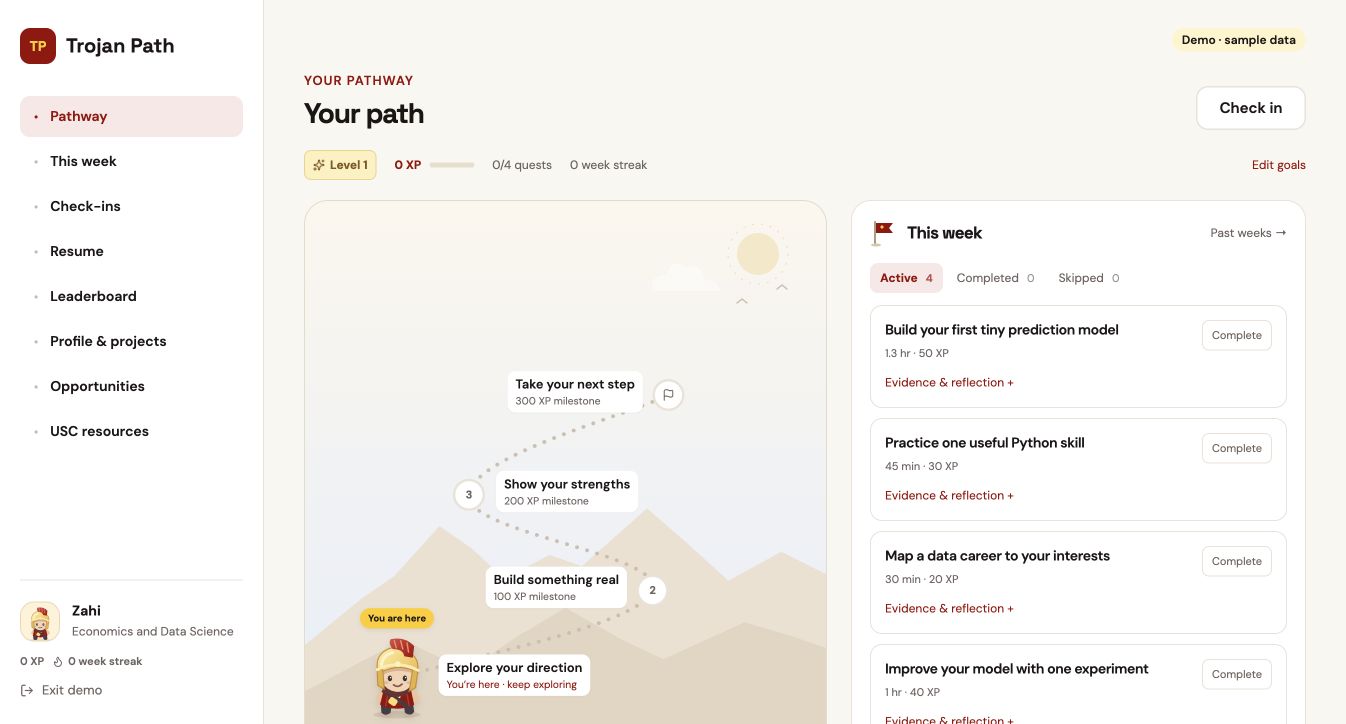 TP Trojan Path
Pathway
This week
Check-ins
Resume
Leaderboard
Profile & projects
Opportunities
USC resources
Zahi
Economics and Data Science
0 XP 0 week streak
Exit demo
Demo · sample data
YOUR PATHWAY
Your path
Check in
Level 1 0 XP 0/4 quests 0 week streak
Edit goals
Take your next step
300 XP milestone
3
Show your strengths
200 XP milestone
Build something real
100 XP milestone
2
You are here
Explore your direction
You're here · keep exploring
This week
Past weeks →
Active 4 Completed 0 Skipped 0
Build your first tiny prediction model
Complete
1.3 hr · 50 XP
Evidence & reflection +
Practice one useful Python skill
Complete
45 min · 30 XP
Evidence & reflection +
Map a data career to your interests
Complete
30 min · 20 XP
Evidence & reflection +
Improve your model with one experiment
Complete
1 hr · 40 XP
Evidence & reflection +